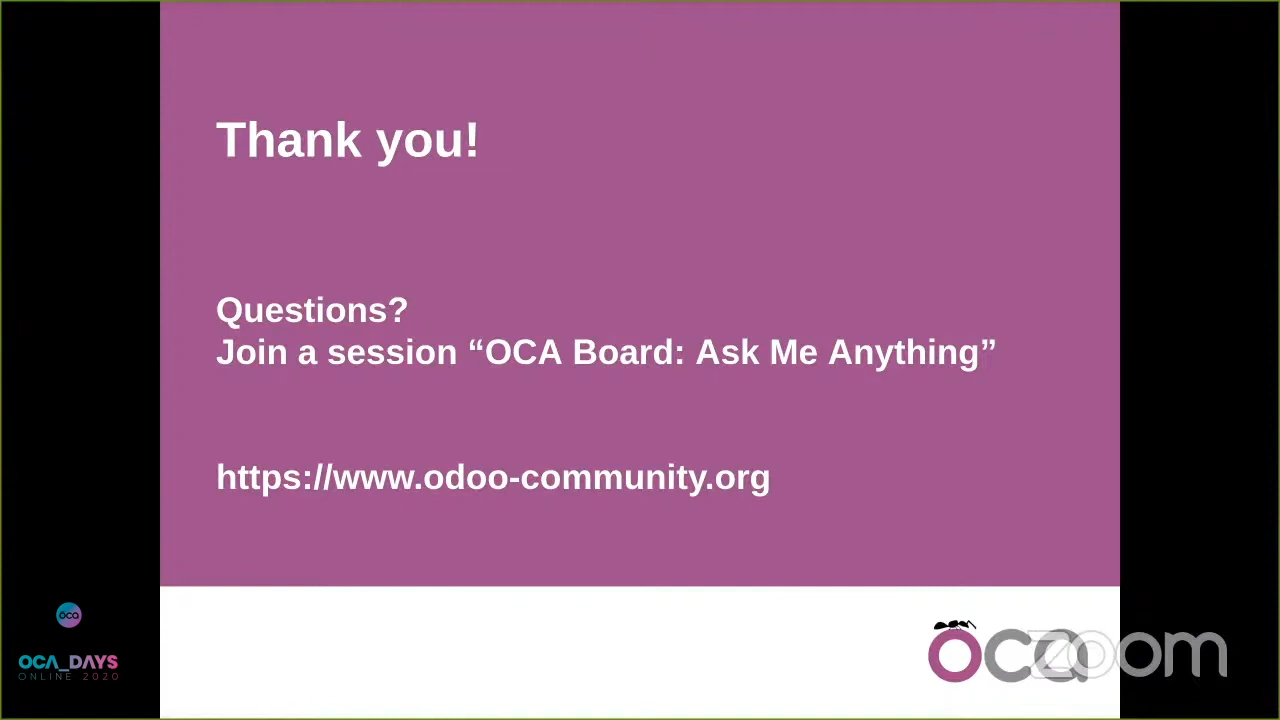 Thank you!
Questions?
Join a session “OCA Board: Ask Me Anything”
https://www.odoo-community.org
oca
OCA_DAYS
ONLINE 2020
oca
zoom